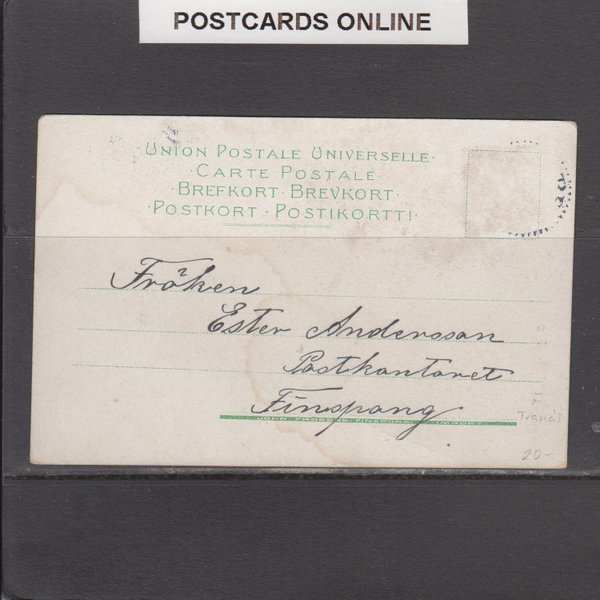 POSTCARDS ONLINE
UNION POSTALE UNIVERSELLE·
·CARTE POSTALE·
·BREFKORT·BREVKORT·
·POSTKORT·POSTIKORTTI·
Fröken
Ester Andersson
Postkontoret
Finspong
F
20-